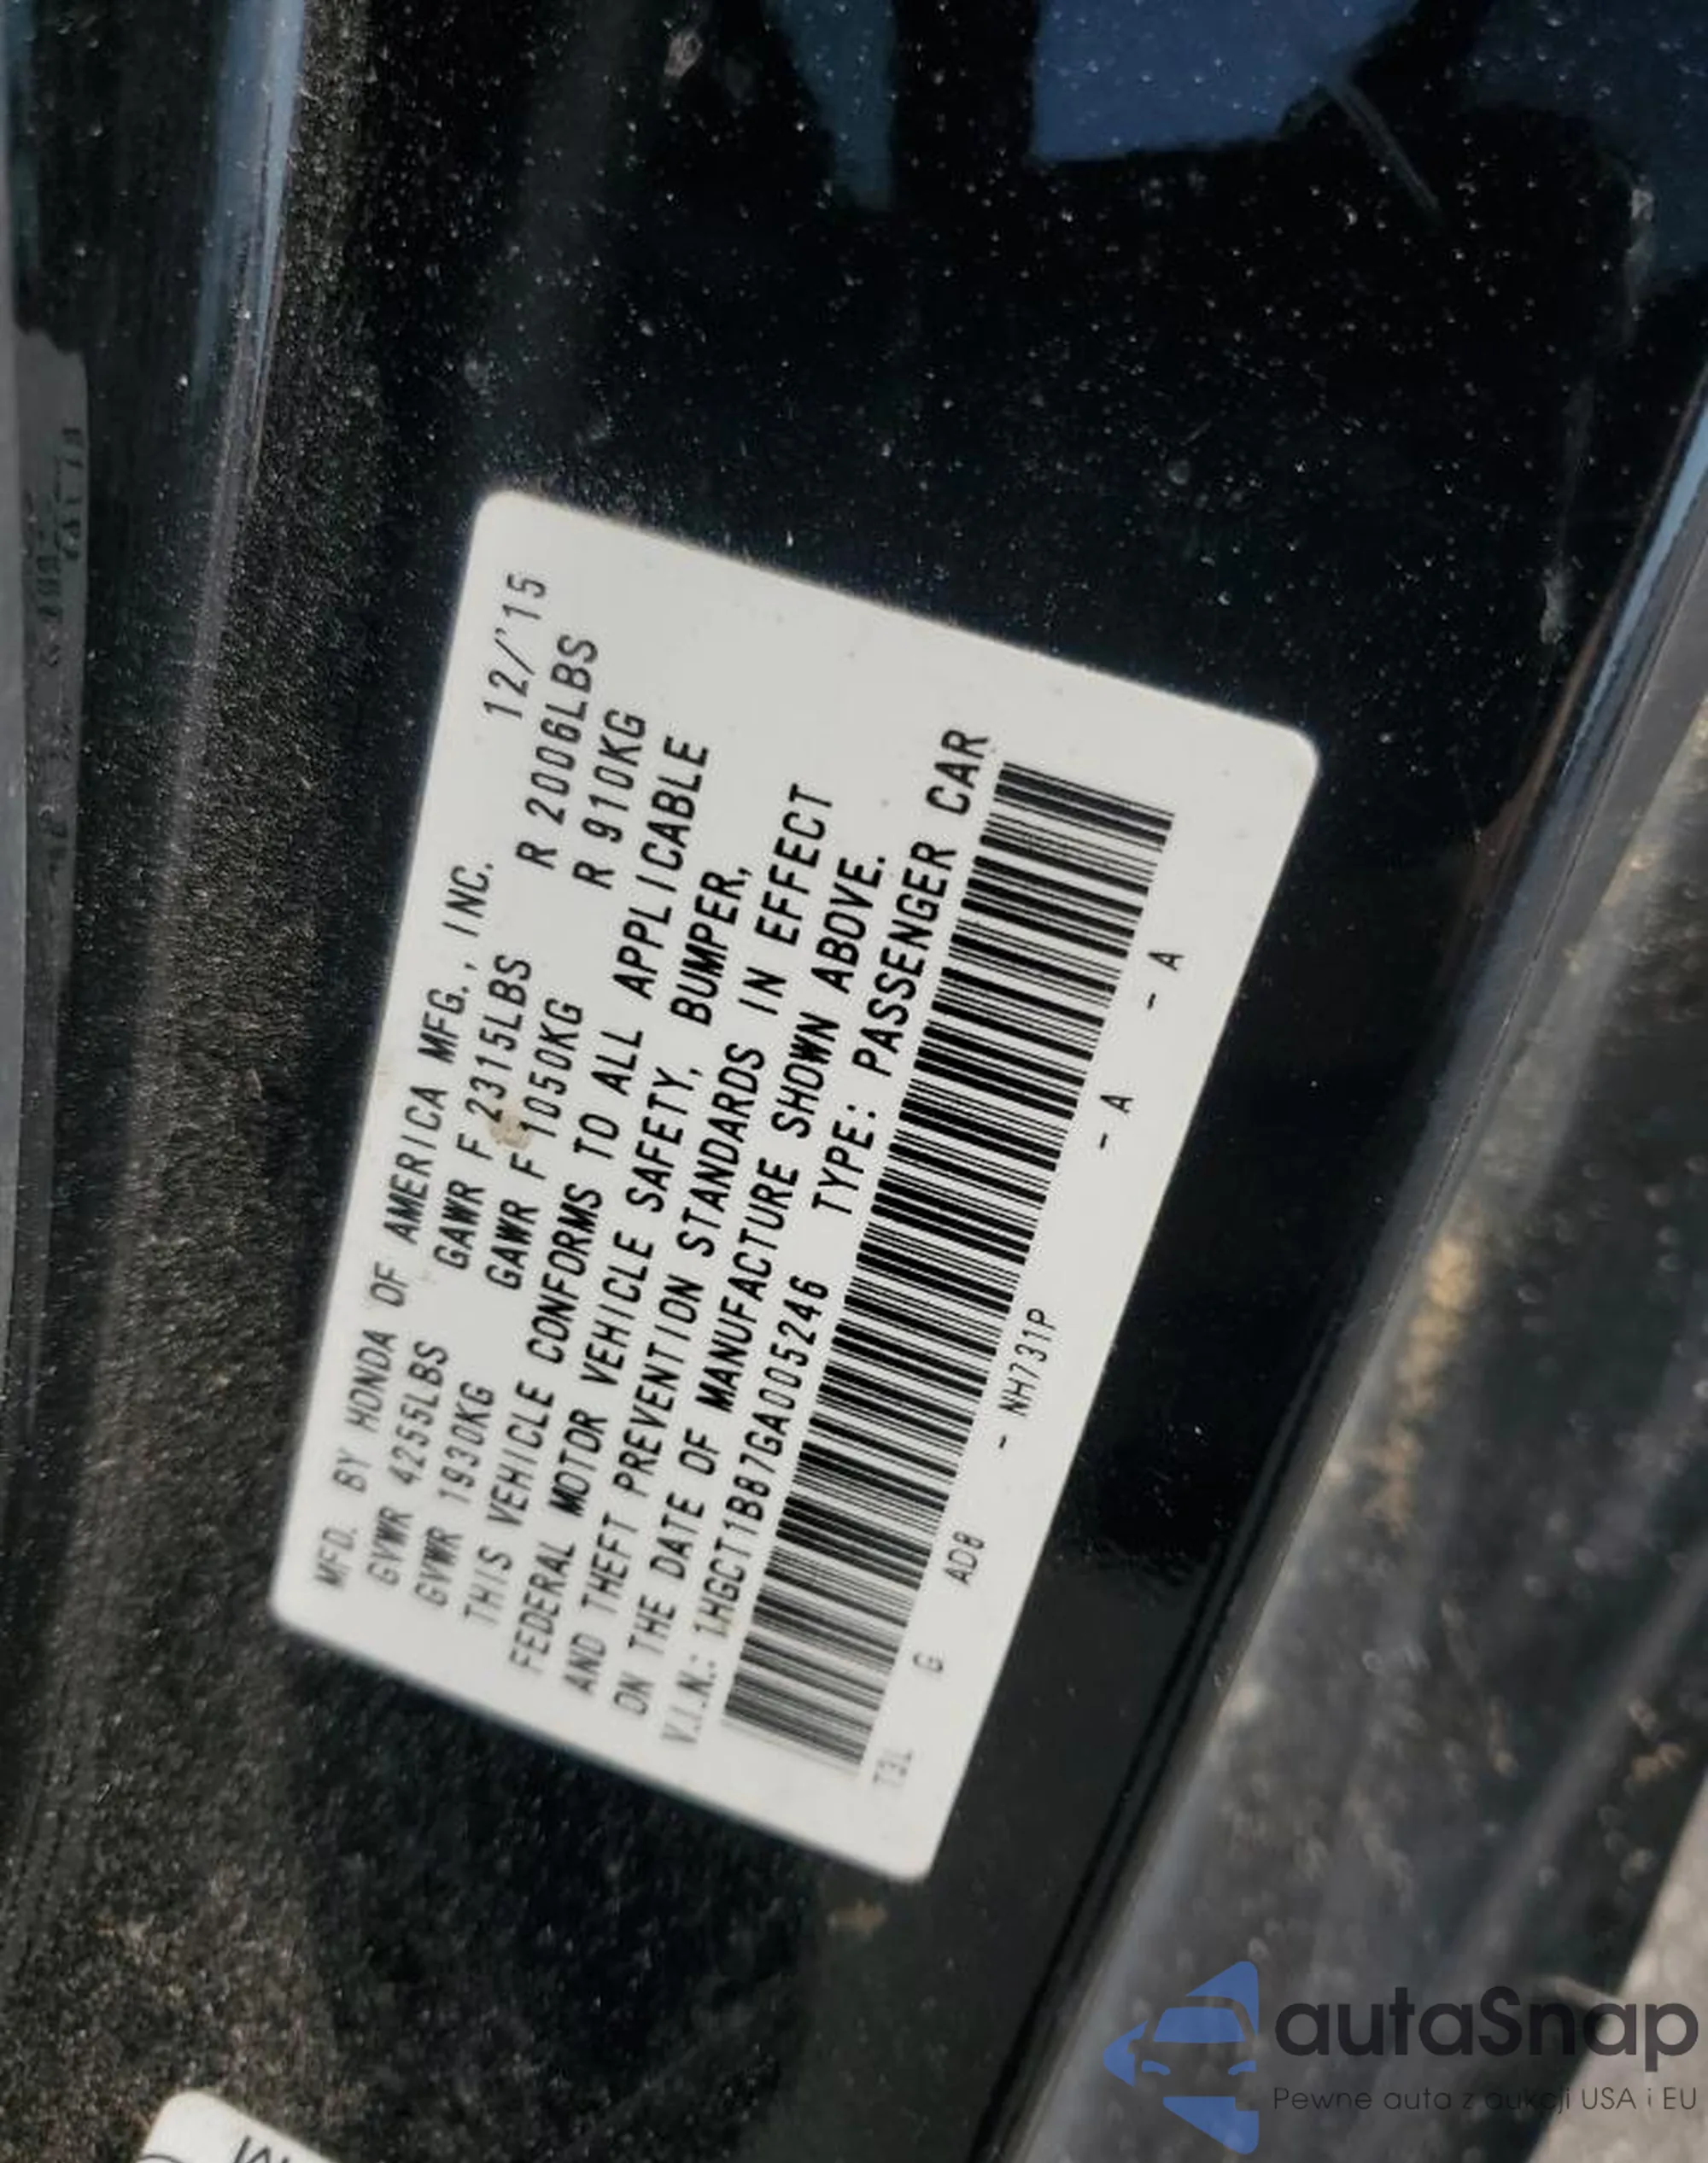 MFD. BY HONDA OF AMERICA MFG., INC. 12/'15
GVWR 4255LBS GAWR F 2315LBS R 2006LBS
GVWR 1930KG GAWR F 1050KG R 910KG
THIS VEHICLE CONFORMS TO ALL APPLICABLE
FEDERAL MOTOR VEHICLE SAFETY, BUMPER,
AND THEFT PREVENTION STANDARDS IN EFFECT
ON THE DATE OF MANUFACTURE SHOWN ABOVE.
V.I.N.: 1HGCT1B87GA005246 TYPE: PASSENGER CAR
T3L G AD8 - NH731P - A - A
autaSnap
Pewne auta z aukcji USA i EU